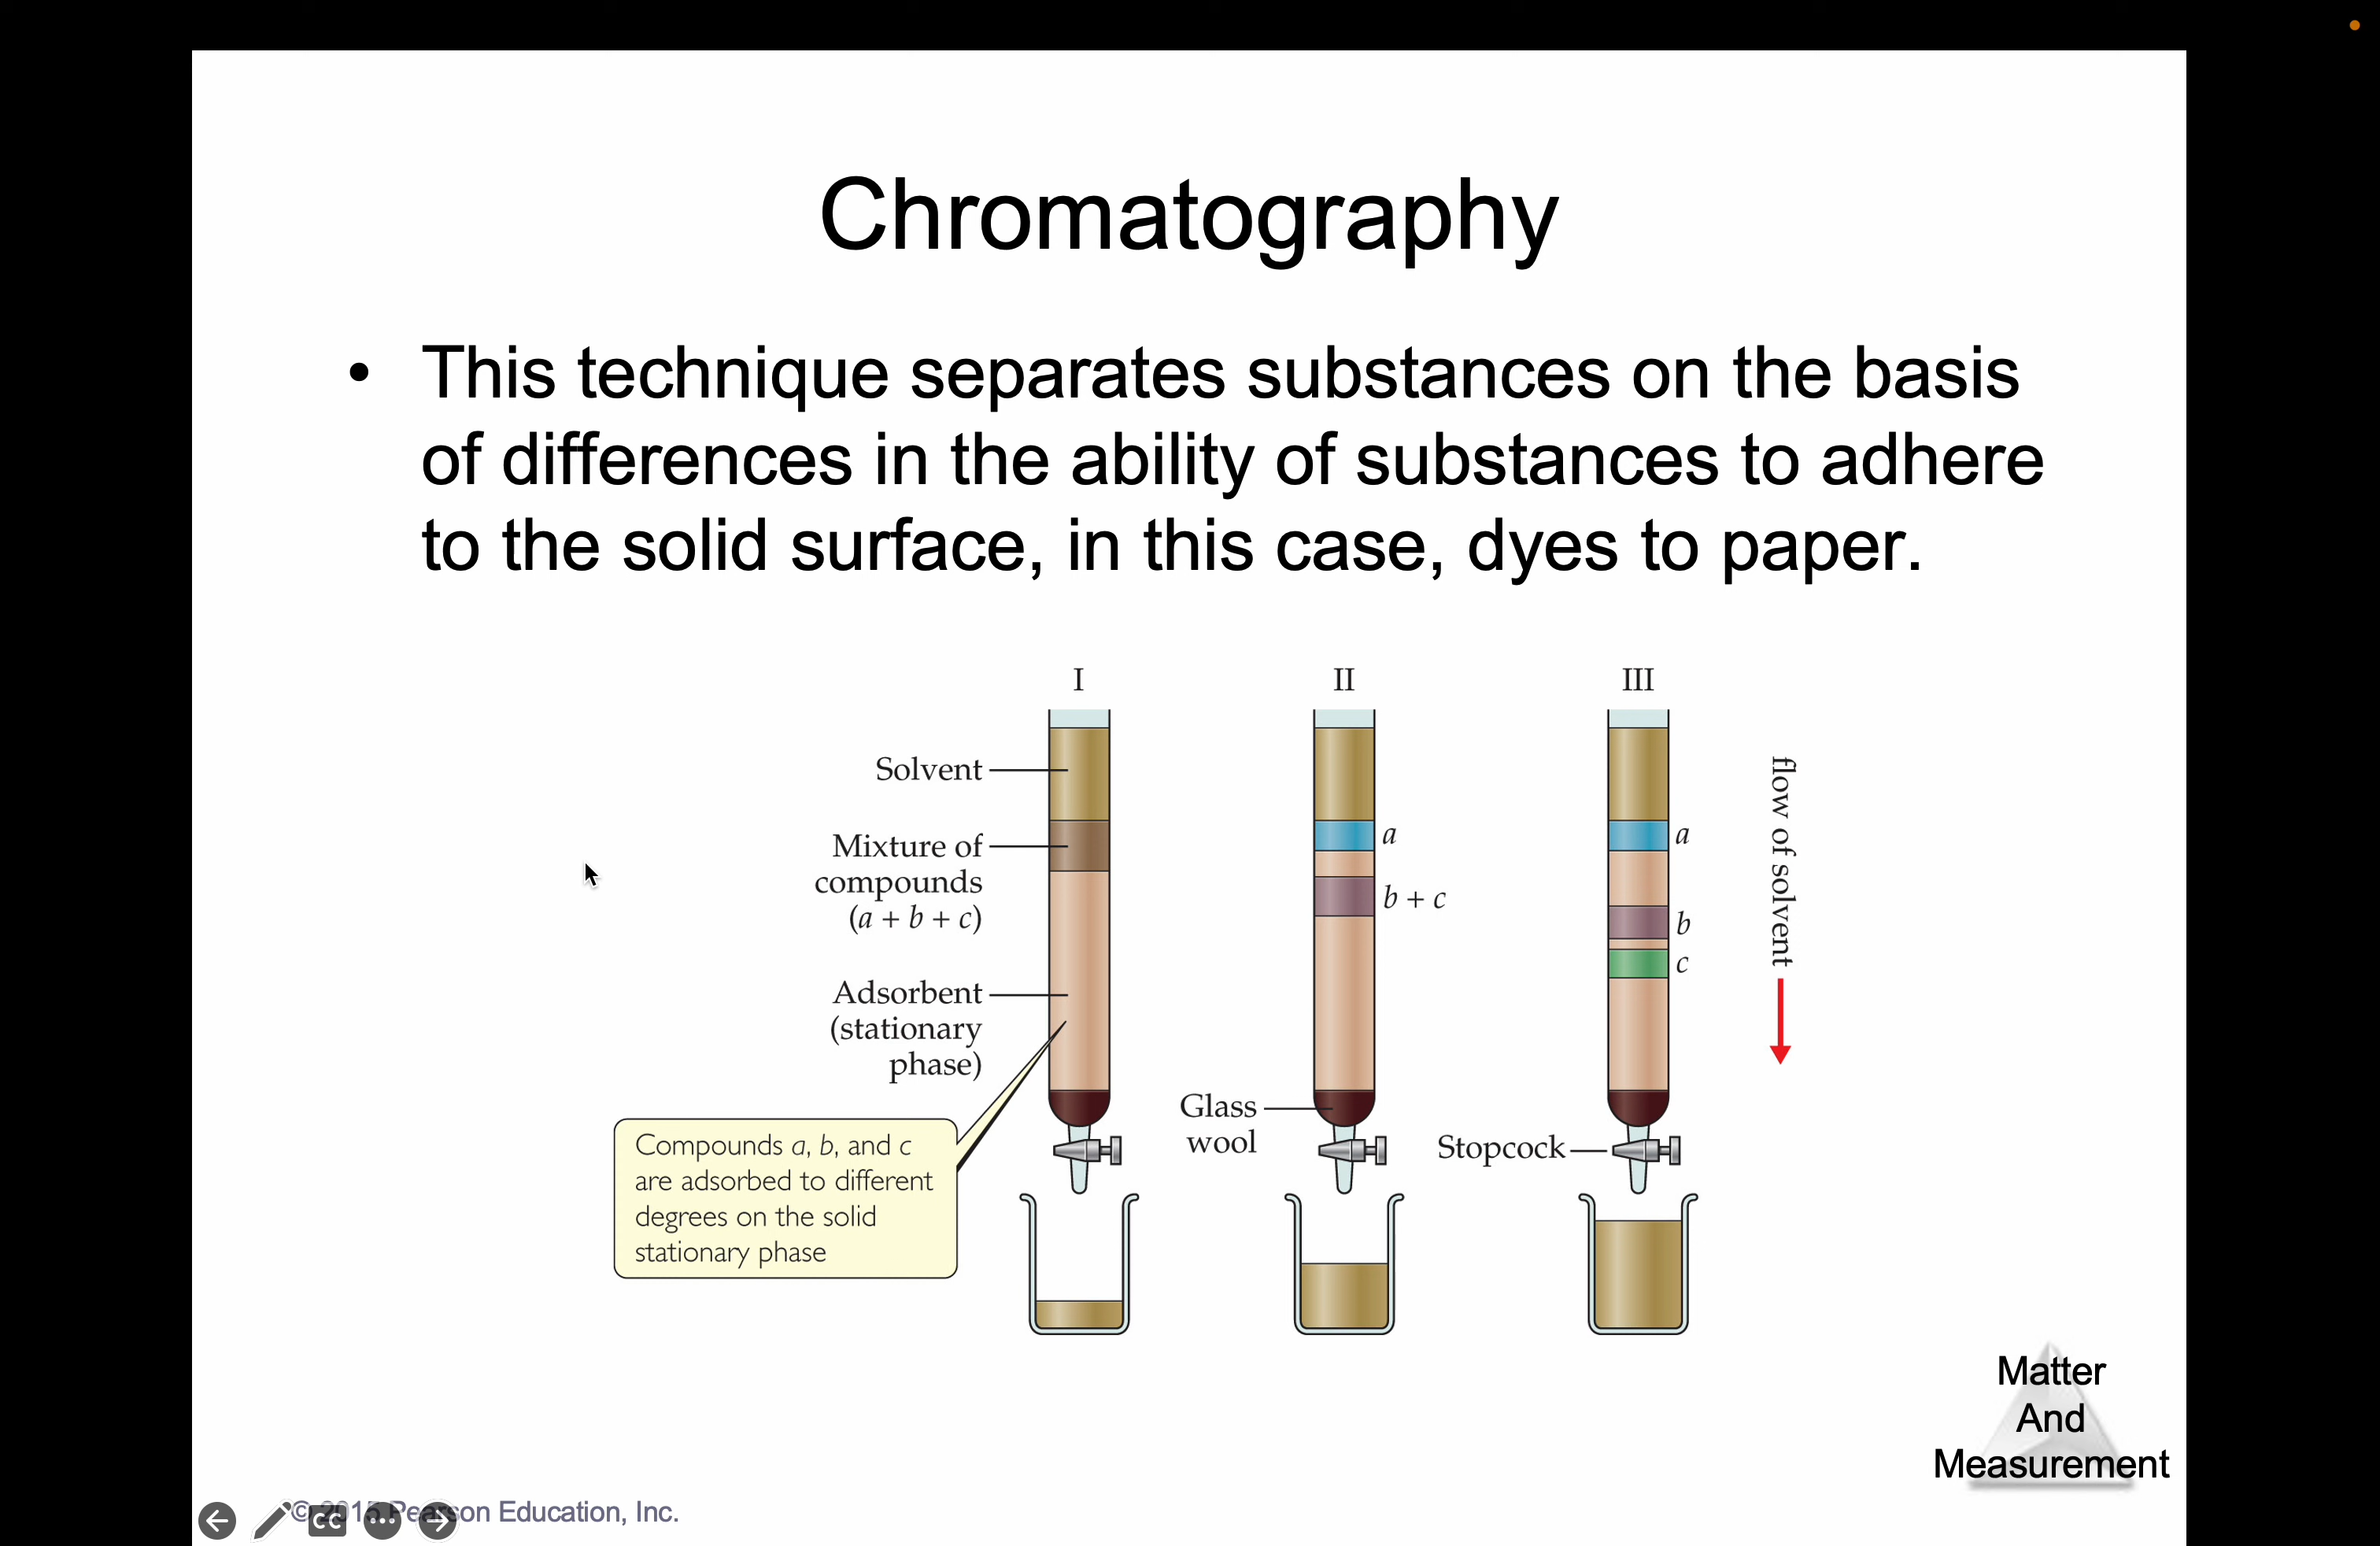 Chromatography
• This technique separates substances on the basis
of differences in the ability of substances to adhere
to the solid surface, in this case, dyes to paper.
I
II
III
Solvent
Mixture of
compounds
(a + b + c)
Adsorbent
(stationary
phase)
Compounds a, b, and c
are adsorbed to different
degrees on the solid
stationary phase
a
b + c
Glass
wool
a
b
c
Stopcock
flow of solvent
Matter
And
Measurement
© 2015 Pearson Education, Inc.
CC